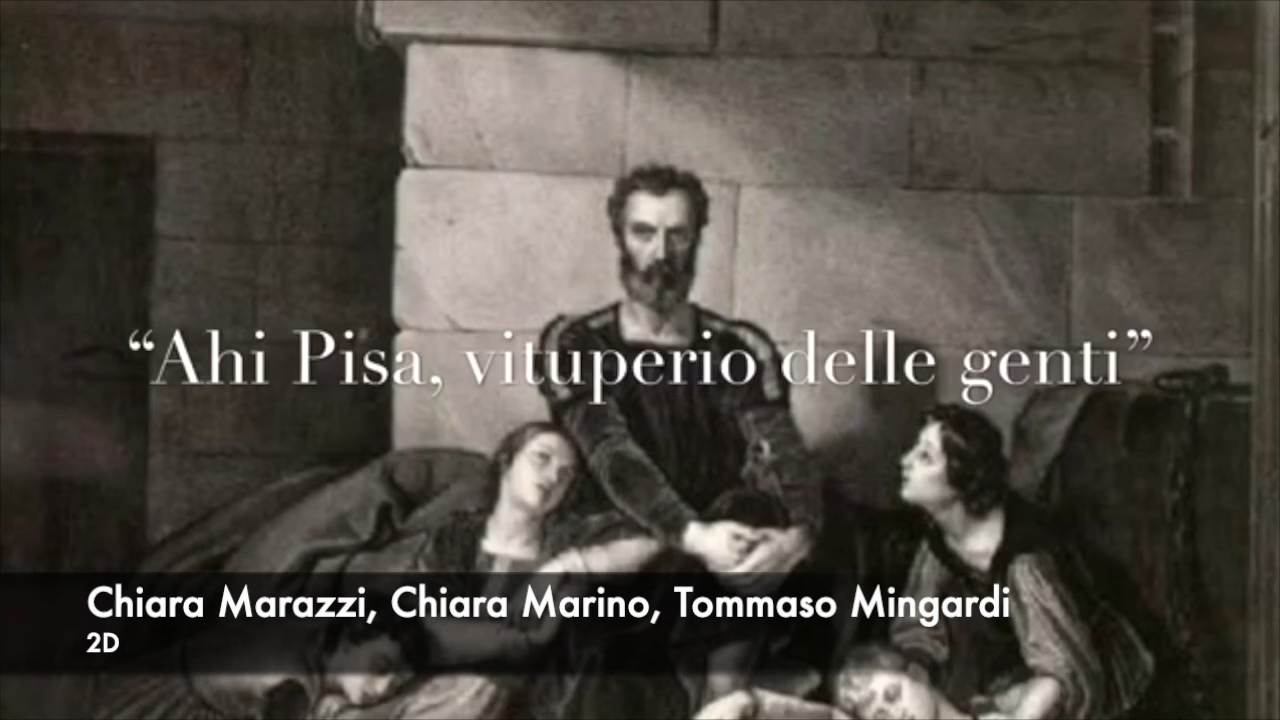 “Ahi Pisa, vituperio delle genti”
Chiara Marazzi, Chiara Marino, Tommaso Mingardi
2D